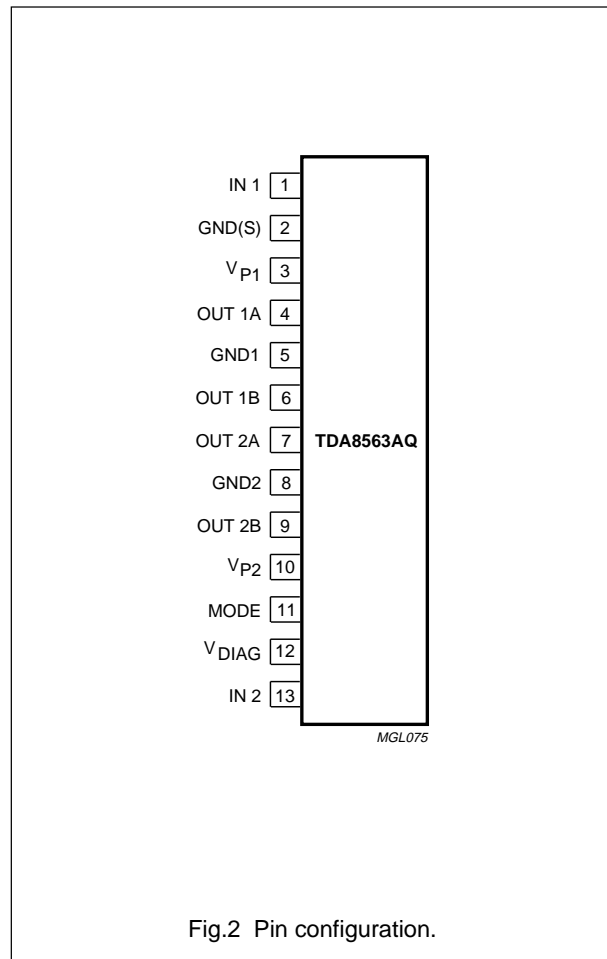 IN 1 1
GND(S) 2
VP1 3
OUT 1A 4
GND1 5
OUT 1B 6
OUT 2A 7 TDA8563AQ
GND2 8
OUT 2B 9
VP2 10
MODE 11
VDIAG 12
IN 2 13
MGL075
Fig.2 Pin configuration.